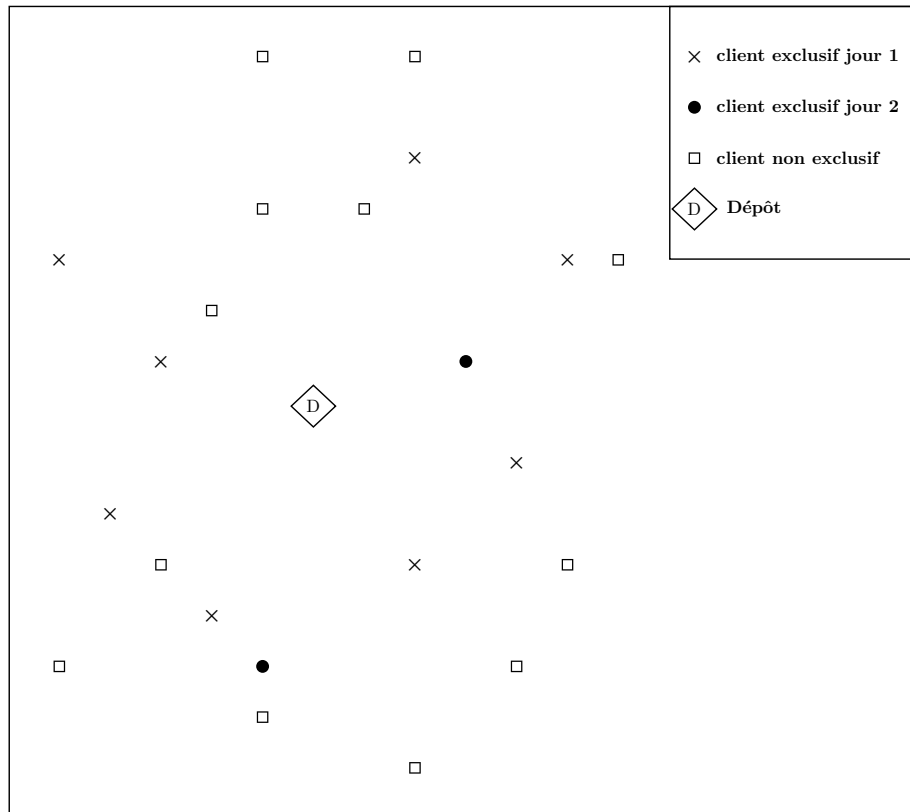 client exclusif jour 1
client exclusif jour 2
client non exclusif
D Dépôt
D